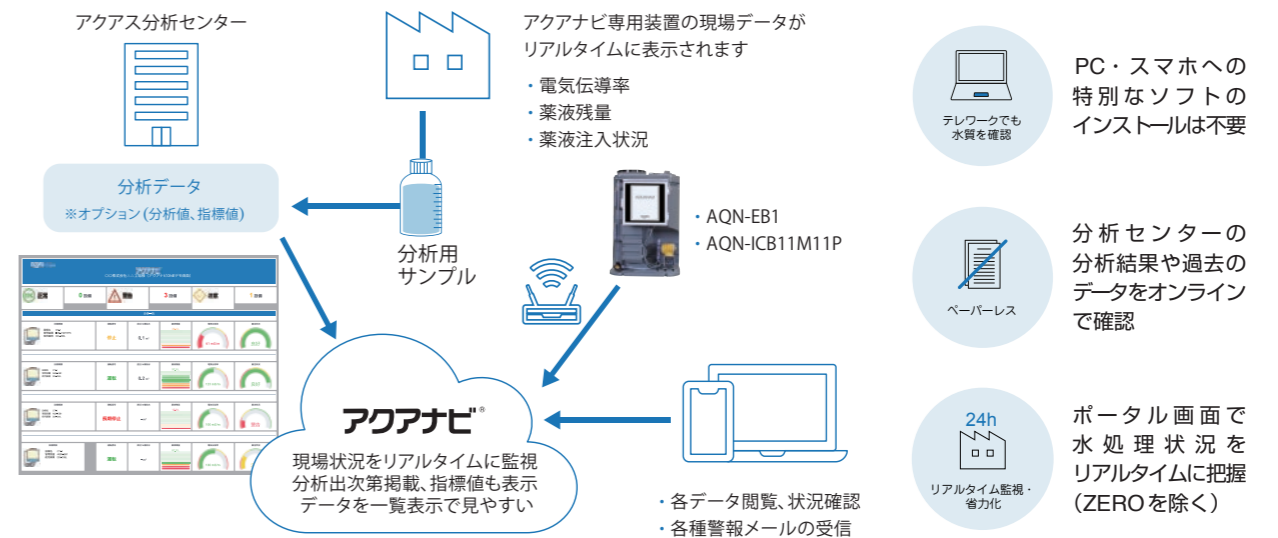 アクアス分析センター
分析データ
※オプション(分析値、指標値)
分析用
サンプル
アクアナビ専用装置の現場データが
リアルタイムに表示されます
・電気伝導率
・薬液残量
・薬液注入状況
・AQN-EB1
・AQN-ICB11M11P
アクアナビ®
現場状況をリアルタイムに監視
分析出次第掲載、指標値も表示
データを一覧表示で見やすい
・各データ閲覧、状況確認
・各種警報メールの受信
テレワークでも
水質を確認
PC・スマホへの
特別なソフトの
インストールは不要
ペーパーレス
分析センターの
分析結果や過去の
データをオンライン
で確認
24h
リアルタイム監視・
省力化
ポータル画面で
水処理状況を
リアルタイムに把握
(ZEROを除く)